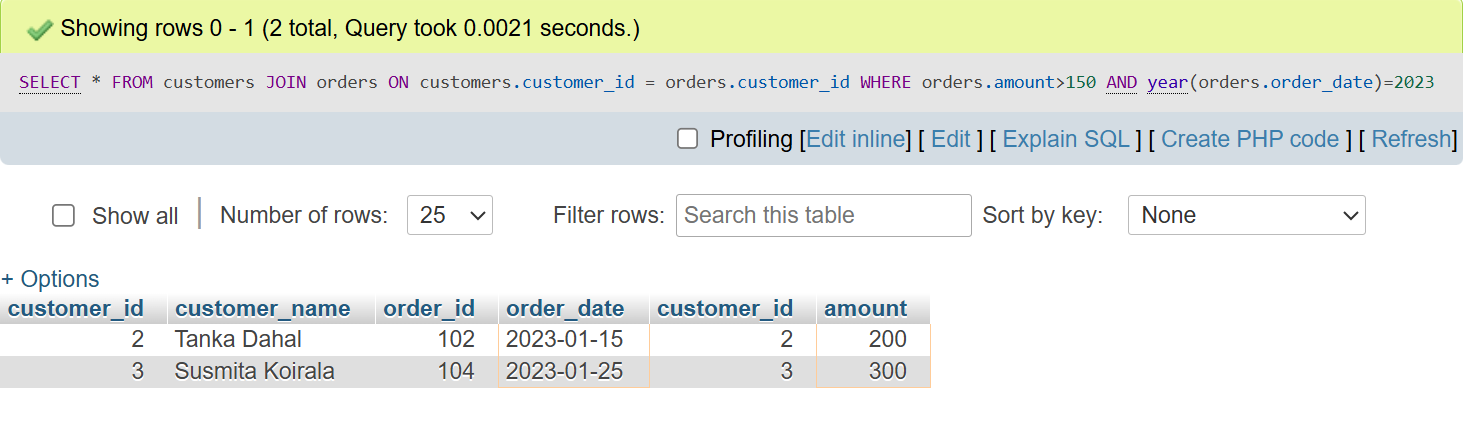 Showing rows 0 - 1 (2 total, Query took 0.0021 seconds.)
SELECT * FROM customers JOIN orders ON customers.customer_id = orders.customer_id WHERE orders.amount>150 AND year(orders.order_date)=2023
Profiling [Edit inline] [ Edit ] [ Explain SQL ] [ Create PHP code ] [ Refresh]
Show all | Number of rows: 25 Filter rows: Search this table Sort by key: None
+ Options
customer_id customer_name order_id order_date customer_id amount
2 Tanka Dahal 102 2023-01-15 2 200
3 Susmita Koirala 104 2023-01-25 3 300